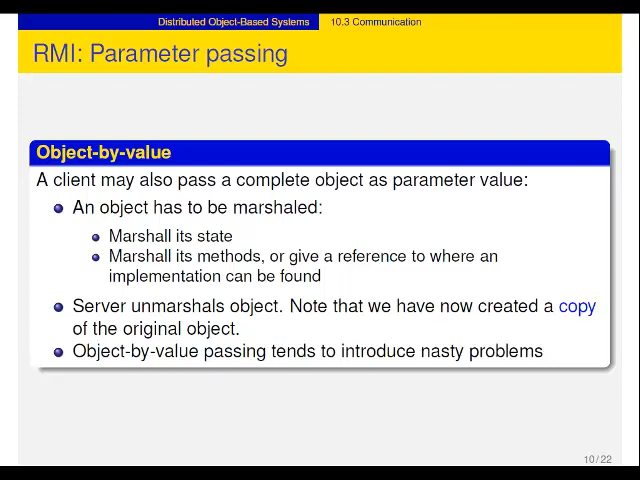 Distributed Object-Based Systems 10.3 Communication
RMI: Parameter passing
Object-by-value
A client may also pass a complete object as parameter value:
An object has to be marshaled:
Marshall its state
Marshall its methods, or give a reference to where an
implementation can be found
Server unmarshals object. Note that we have now created a copy
of the original object.
Object-by-value passing tends to introduce nasty problems
10 / 22